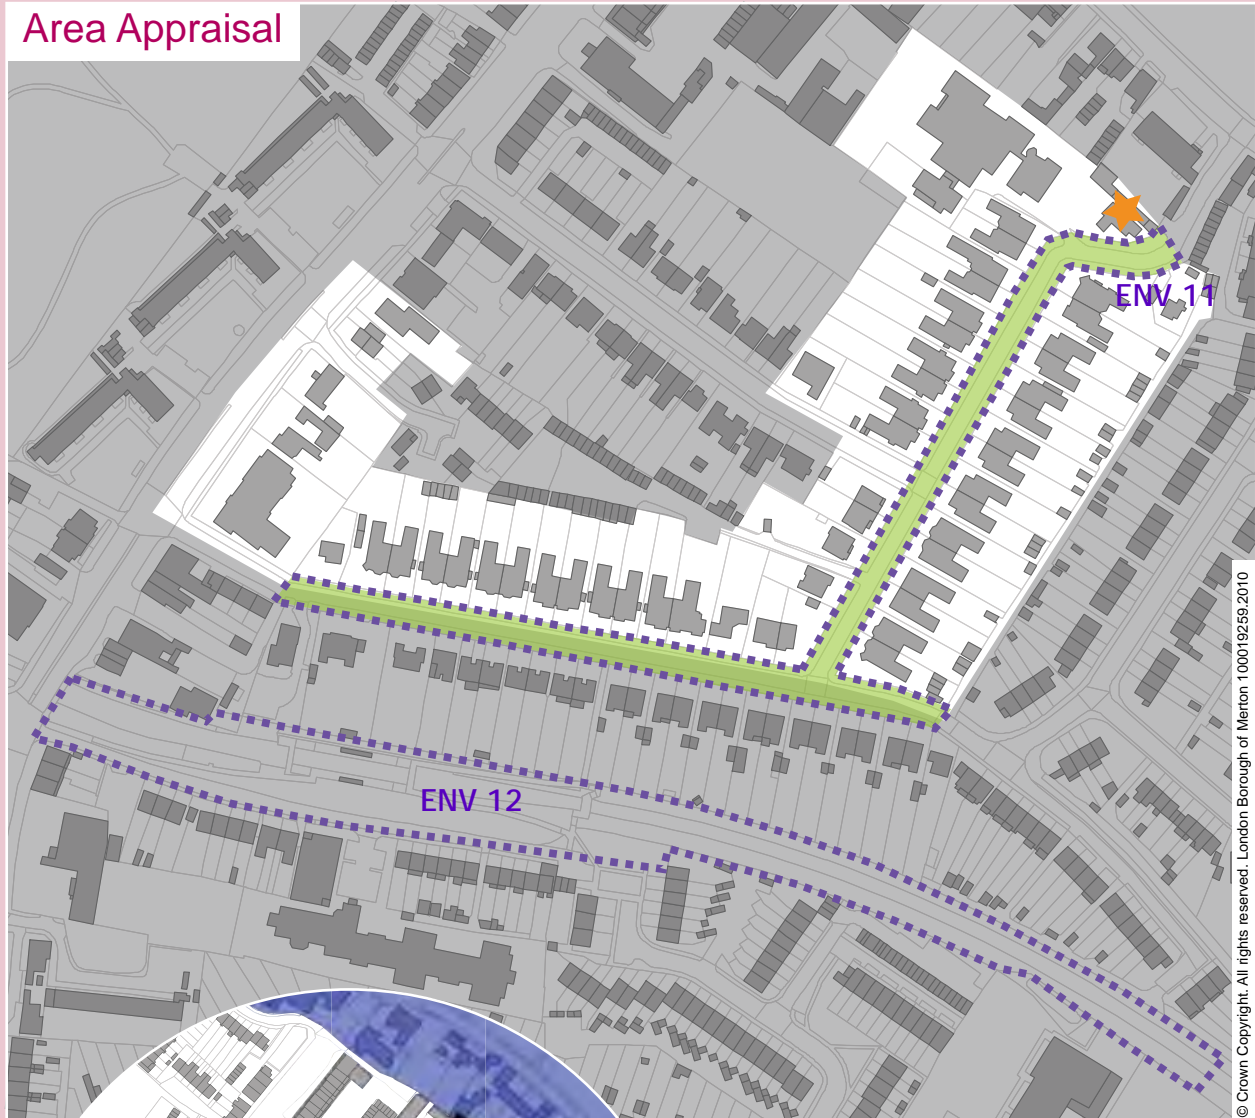 Area Appraisal
ENV 11
ENV 12
© Crown Copyright. All rights reserved. London Borough of Merton 100019259.2010